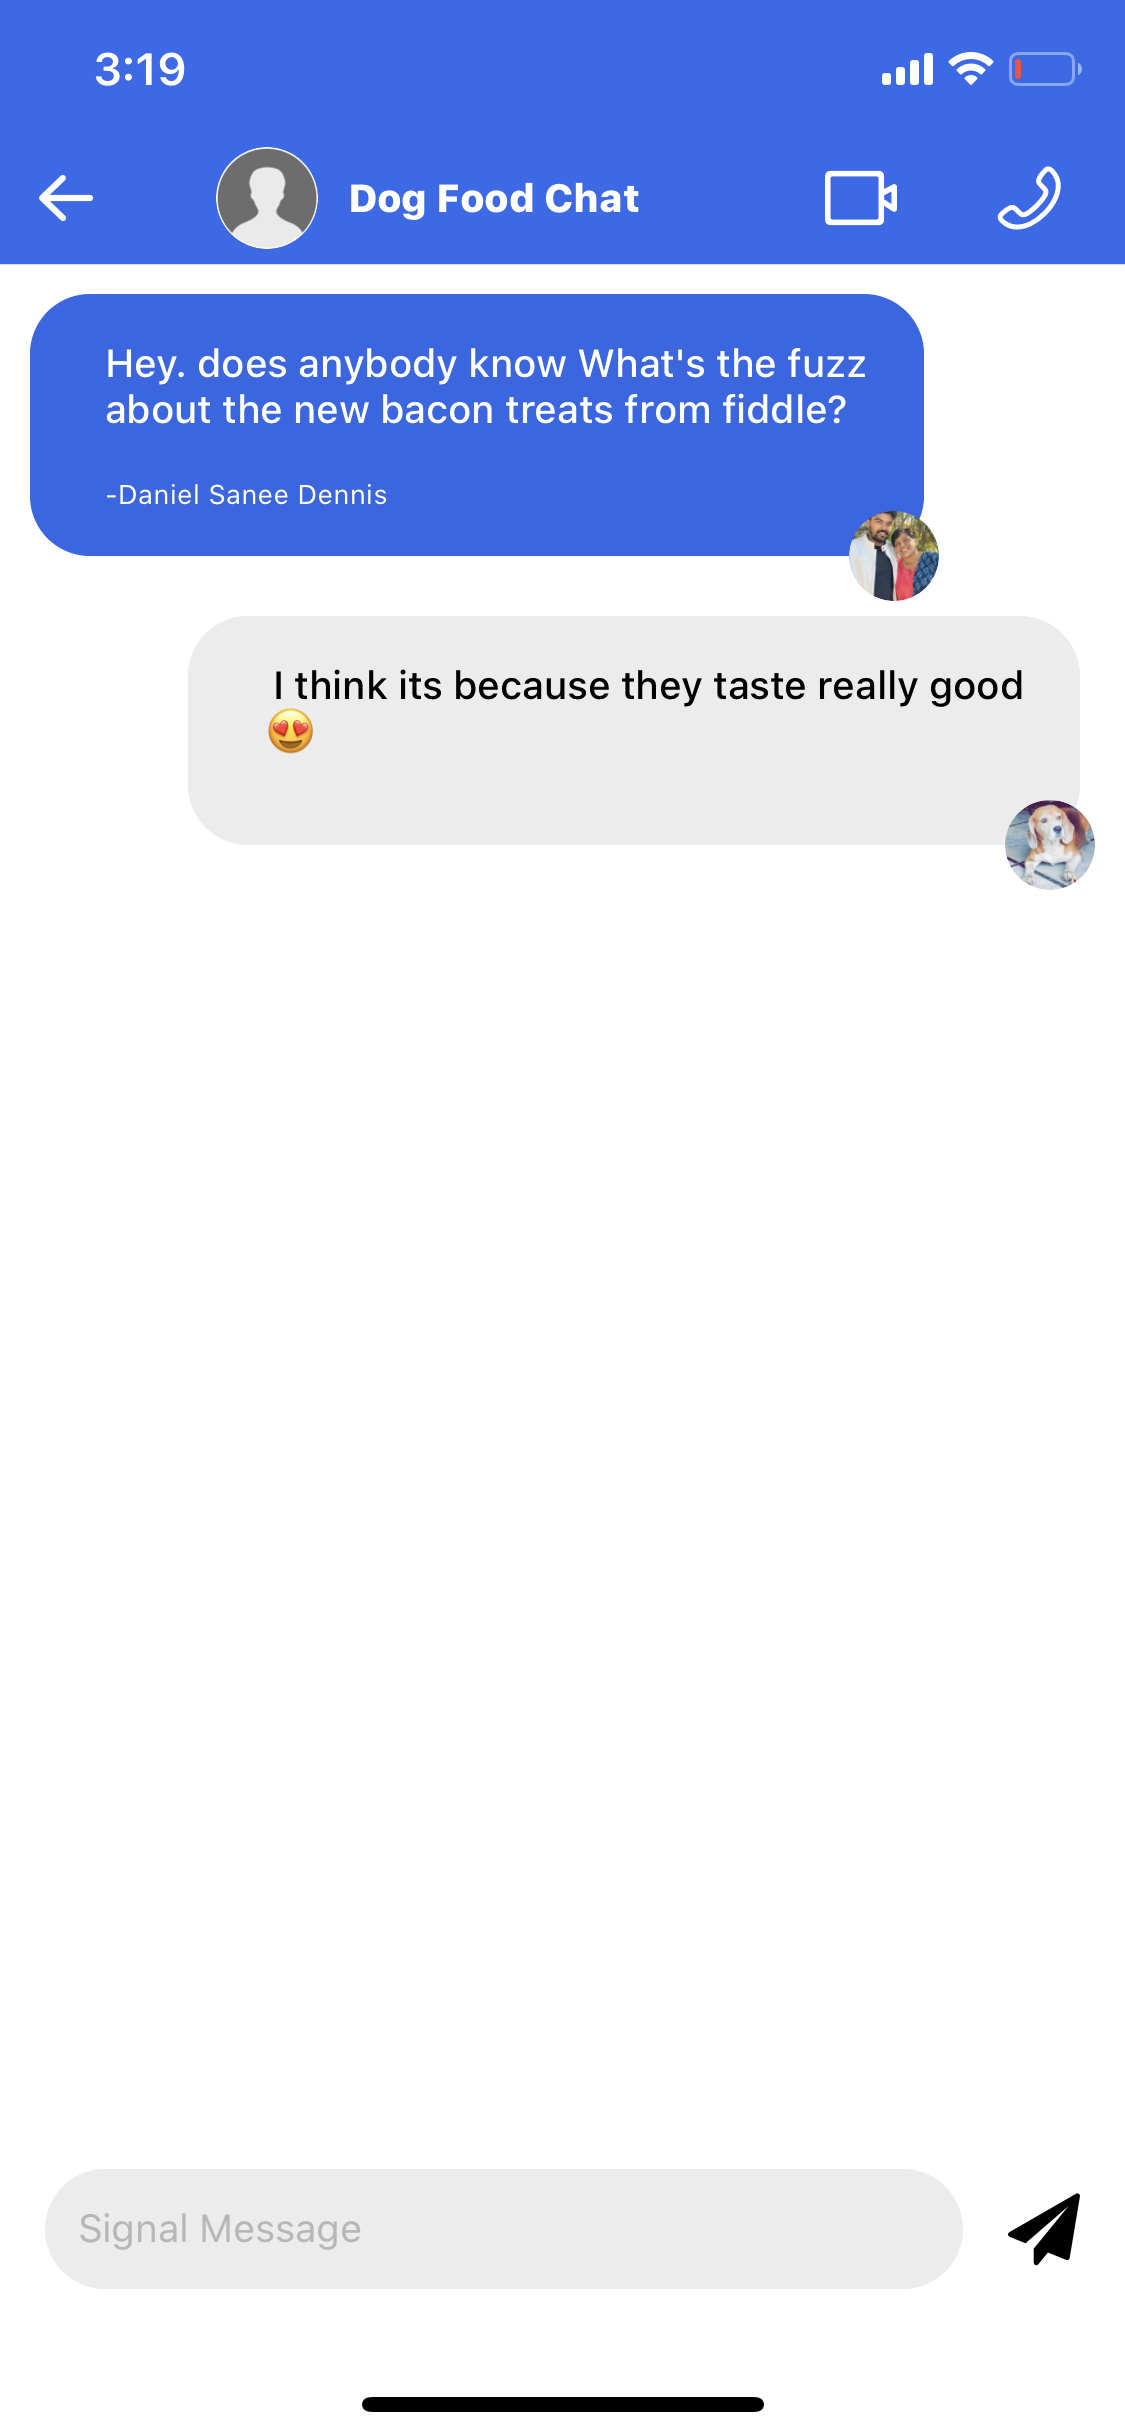 3:19
Dog Food Chat
Hey. does anybody know What's the fuzz
about the new bacon treats from fiddle?
-Daniel Sanee Dennis
I think its because they taste really good
😍
Signal Message